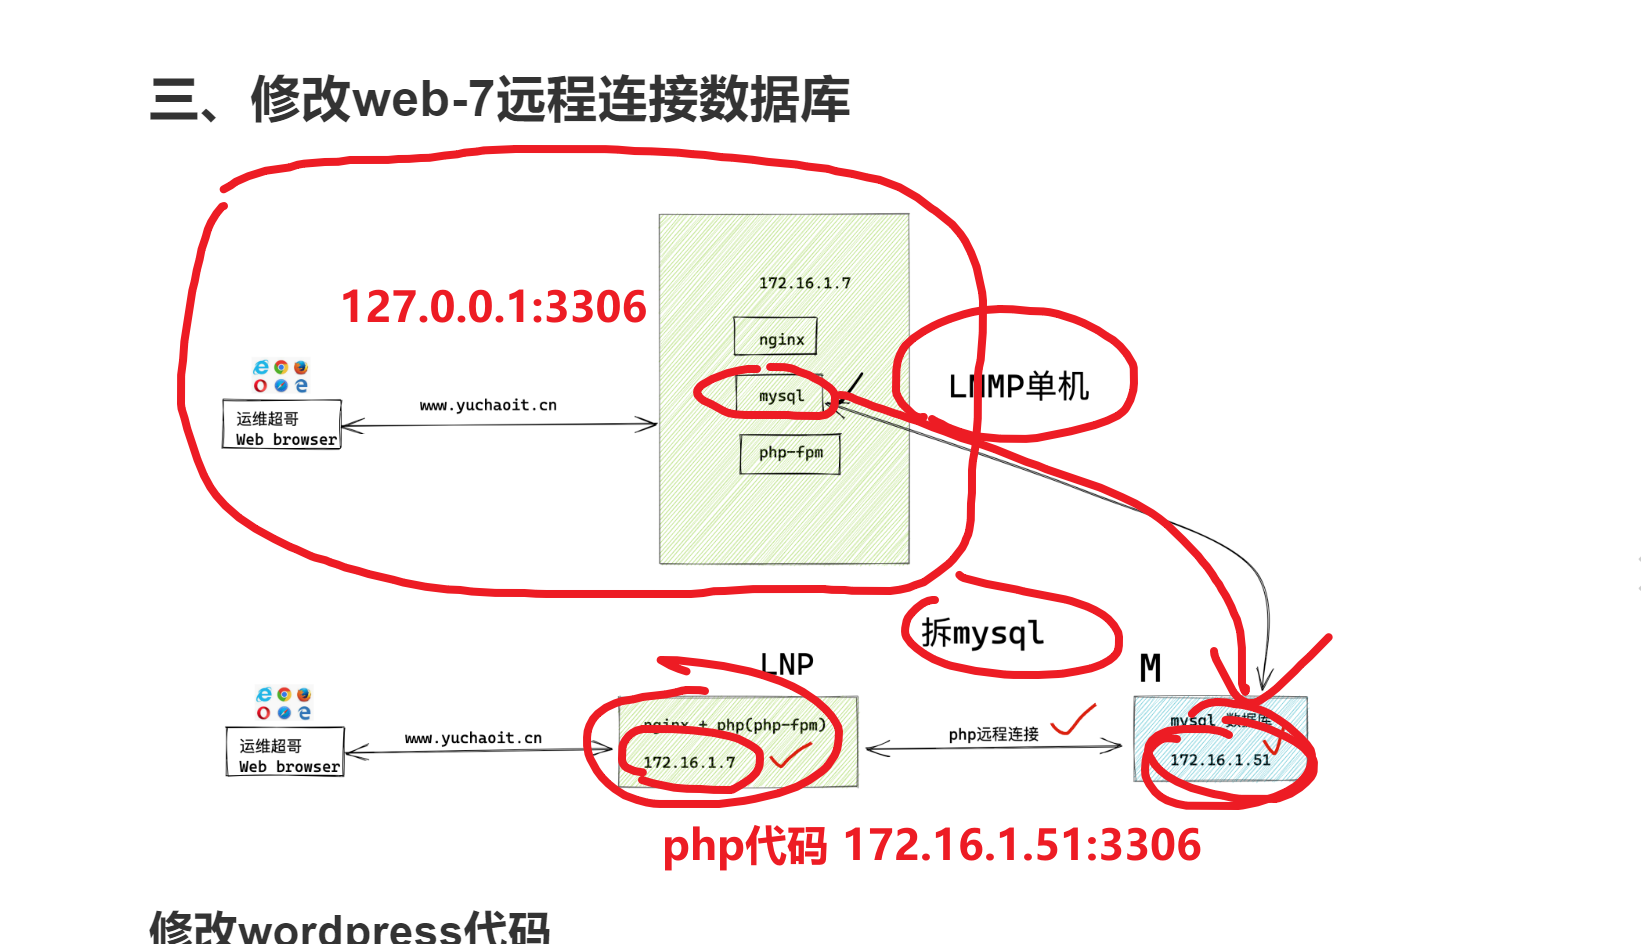 三、修改web-7远程连接数据库
172.16.1.7
127.0.0.1:3306
nginx
LNMP单机
mysql
www.yuchaoit.cn
运维超哥
Web browser
php-fpm
拆mysql
LNP
M
nginx + php(php-fpm)
mysql 数据库
www.yuchaoit.cn
php远程连接
运维超哥
Web browser
172.16.1.7
172.16.1.51
php代码 172.16.1.51:3306
修改wordpress代码